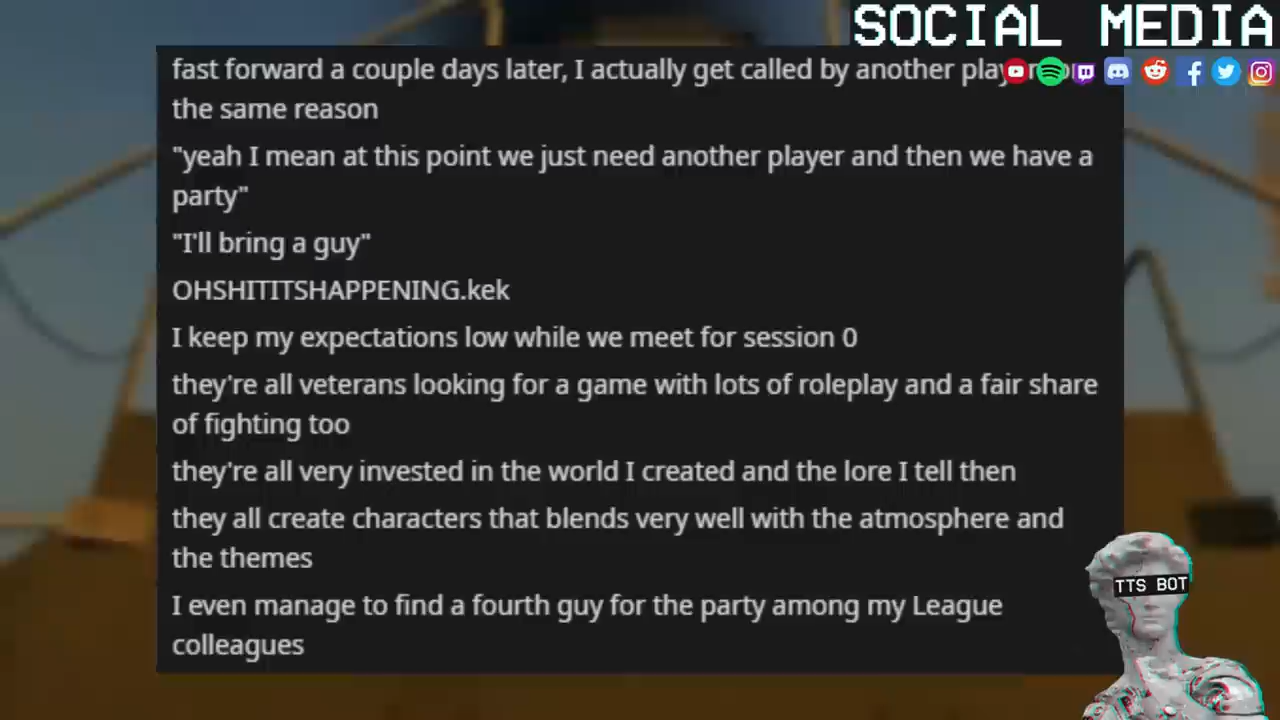 SOCIAL MEDIA
fast forward a couple days later, I actually get called by another
the same reason
"yeah I mean at this point we just need another player and then we have a
party"
"I'll bring a guy"
OHSHITITSHAPPENING.kek
I keep my expectations low while we meet for session 0
they're all veterans looking for a game with lots of roleplay and a fair share
of fighting too
they're all very invested in the world I created and the lore I tell then
they all create characters that blends very well with the atmosphere and
the themes
I even manage to find a fourth guy for the party among my League
colleagues
TTS BOT